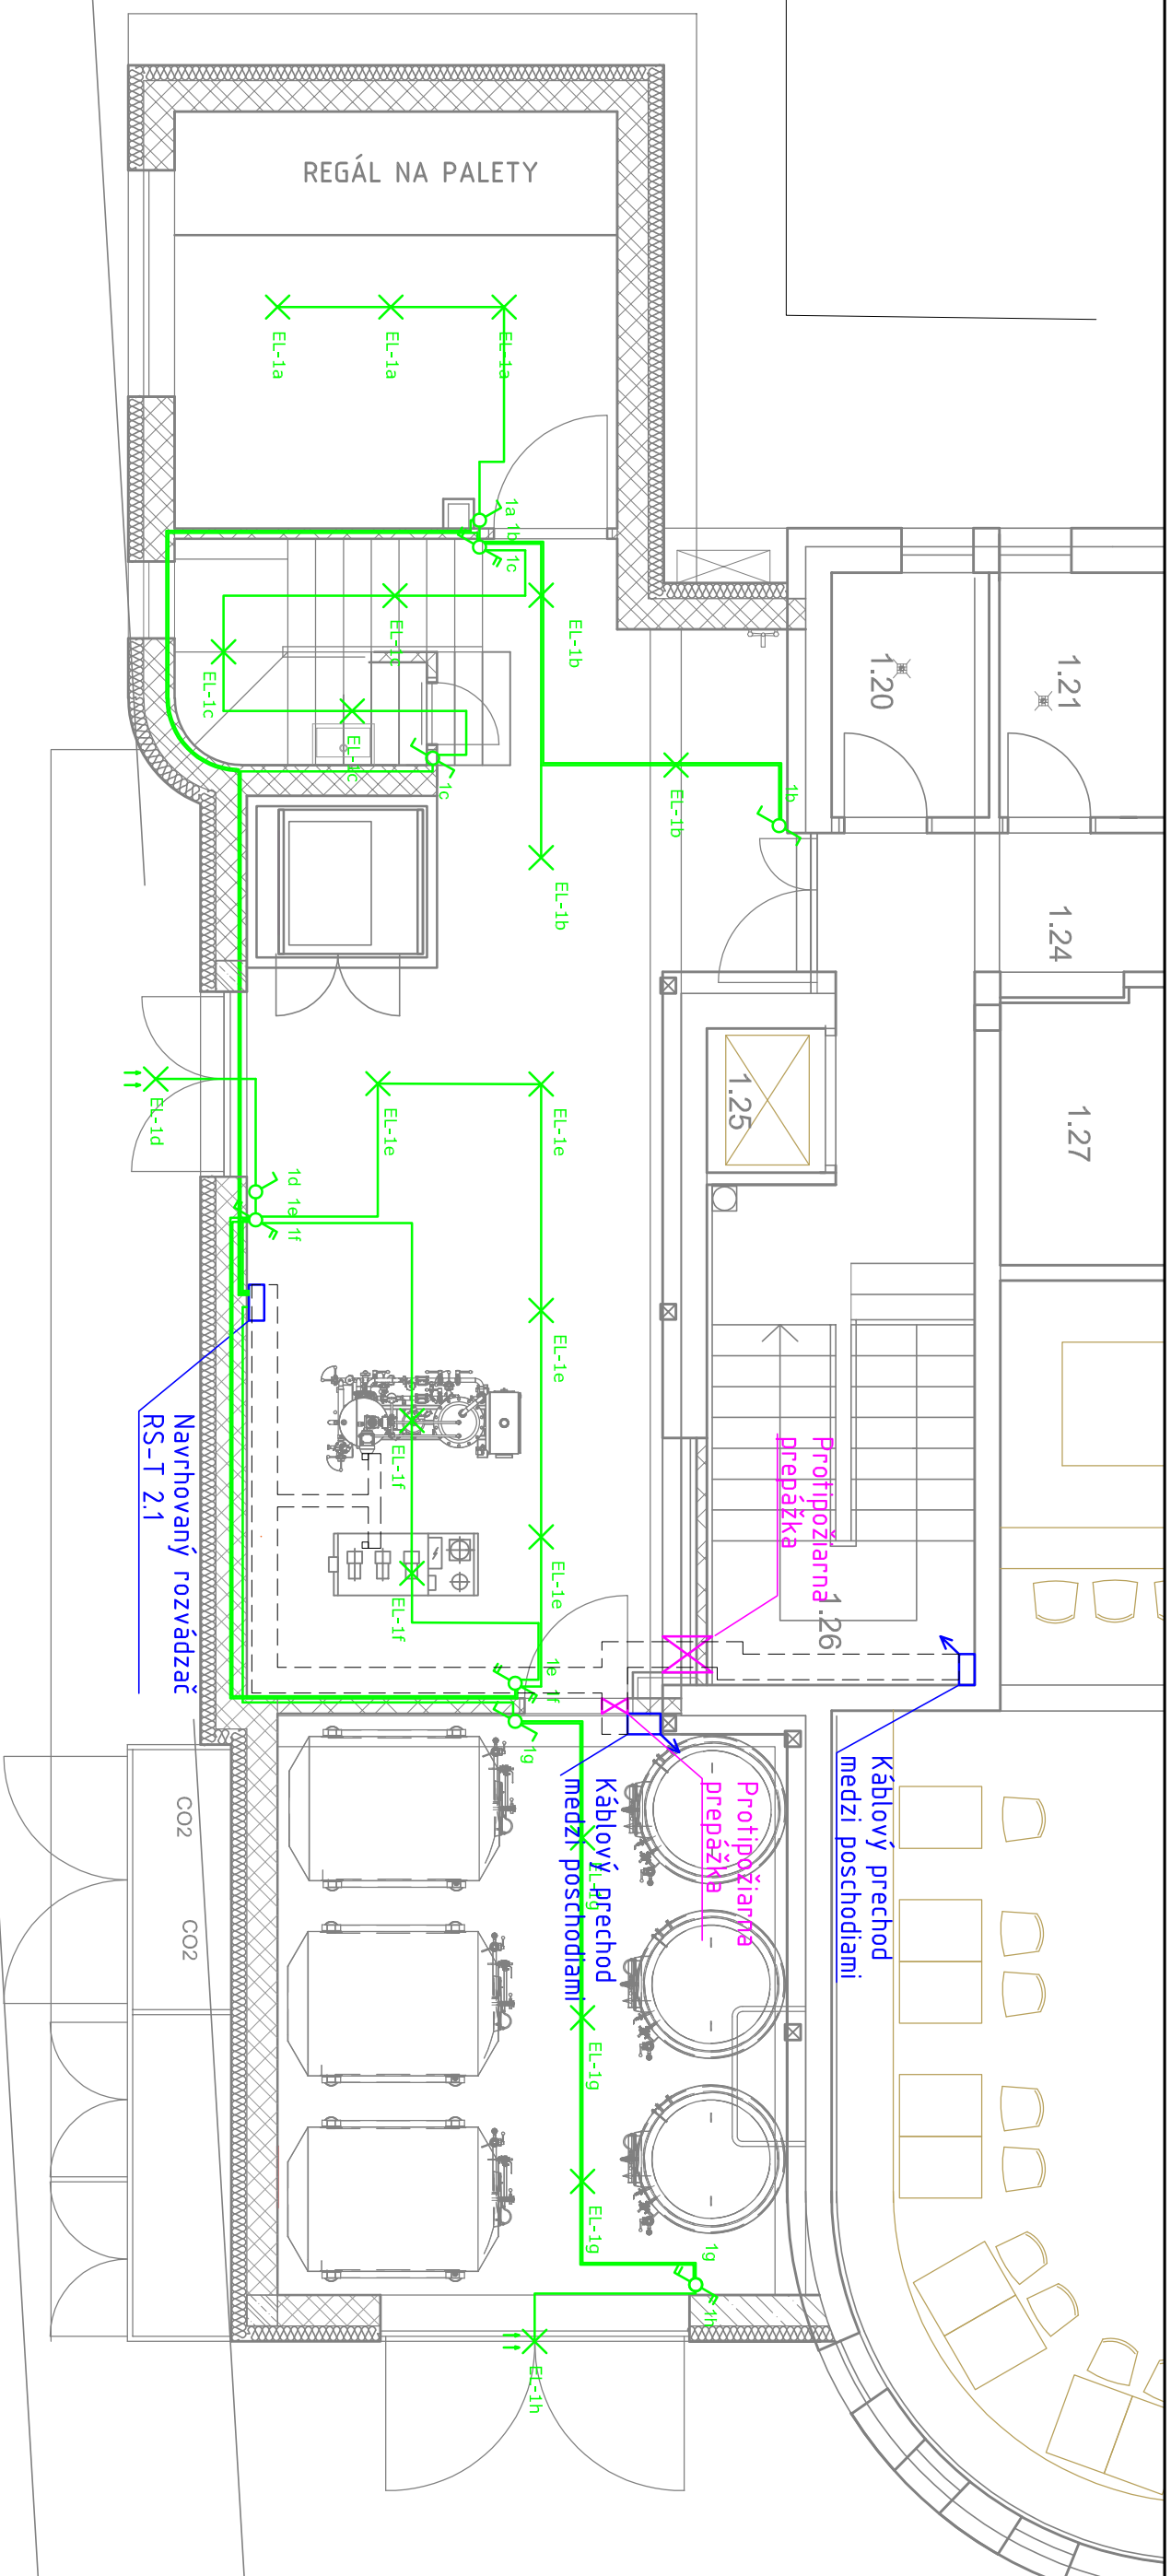 REGÁL NA PALETY
EL-1a
EL-1a
EL-1a
1a 1b
1c
EL-1b
EL-1c
EL-1c
EL-1c
1c
EL-1b
1b
EL-1b
1.20
1.21
1.24
1.25
1.27
EL-1d
EL-1e
EL-1e
1d 1e 1f
EL-1e
EL-1f
EL-1e
EL-1f
Navrhovaný rozvádzač
RS-T 2.1
Protipožiarna
prepážka
1.26
1e 1f
1g
Káblový prechod
medzi poschodiami
Protipožiarna
prepážka
Káblový prechod
medzi poschodiami
EL-1g
CO2
CO2
EL-1g
EL-1g
1g
1h
EL-1h